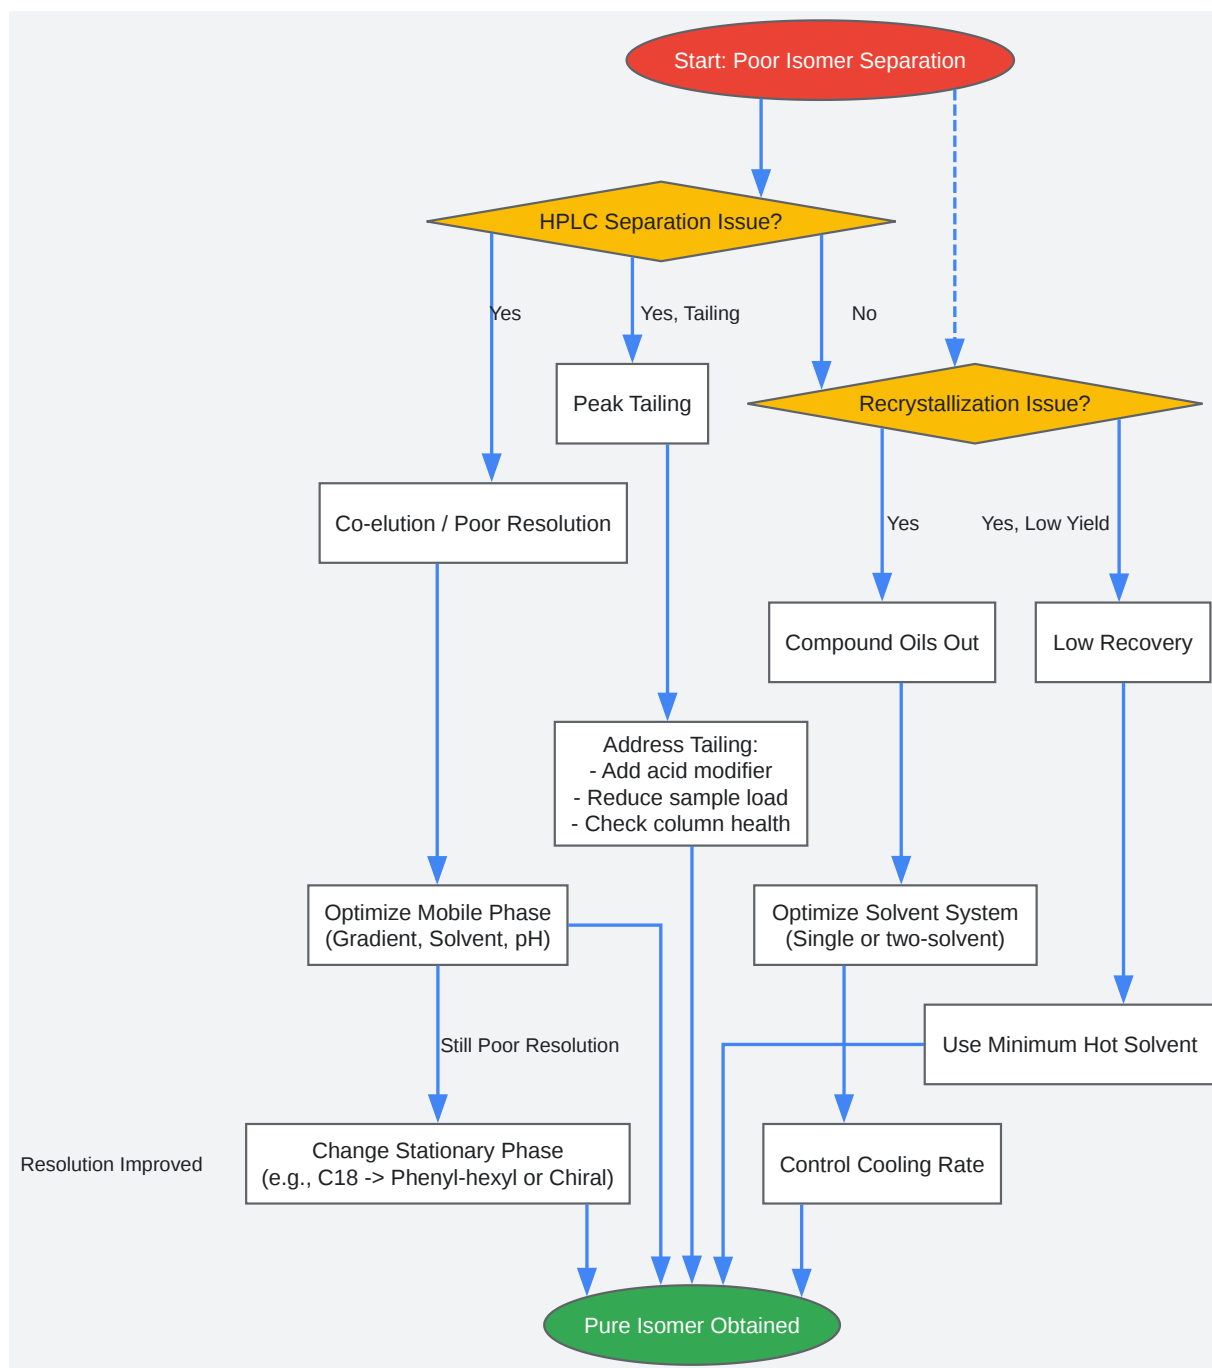 Start: Poor Isomer Separation
HPLC Separation Issue?
Yes
Yes, Tailing
No
Peak Tailing
Recrystallization Issue?
Co-elution / Poor Resolution
Yes
Yes, Low Yield
Compound Oils Out
Low Recovery
Address Tailing:
- Add acid modifier
- Reduce sample load
- Check column health
Optimize Mobile Phase
(Gradient, Solvent, pH)
Optimize Solvent System
(Single or two-solvent)
Still Poor Resolution
Use Minimum Hot Solvent
Resolution Improved
Change Stationary Phase
(e.g., C18 -> Phenyl-hexyl or Chiral)
Control Cooling Rate
Pure Isomer Obtained